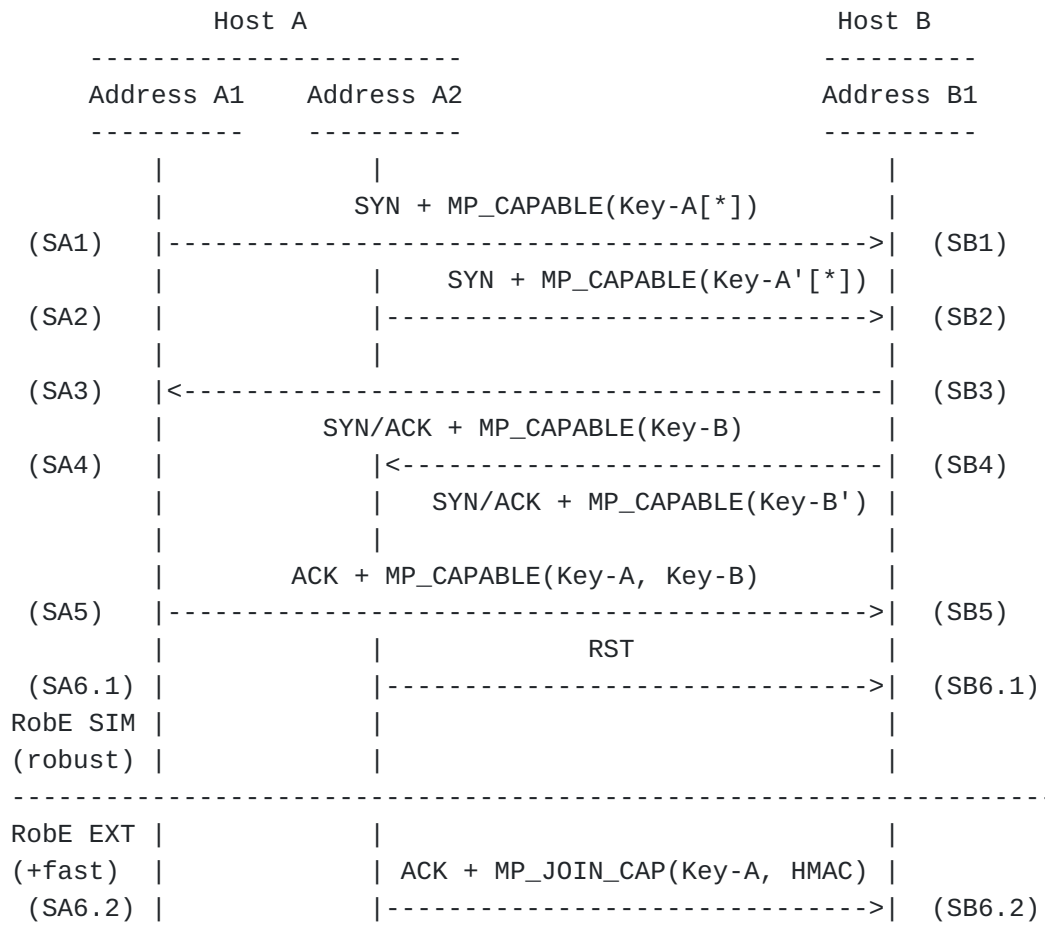 Host A                                  Host B
------------------------                       ----------
Address A1    Address A2                       Address B1
----------    ----------                       ----------
|             |                                |
|            SYN + MP_CAPABLE(Key-A[*])        |
(SA1)   |--------------------------------------------->|  (SB1)
|             |    SYN + MP_CAPABLE(Key-A'[*]) |
(SA2)   |             |------------------------------->|  (SB2)
|             |                                |
(SA3)   |<---------------------------------------------|  (SB3)
|          SYN/ACK + MP_CAPABLE(Key-B)         |
(SA4)   |             |<-------------------------------|  (SB4)
|             |   SYN/ACK + MP_CAPABLE(Key-B') |
|             |                                |
|        ACK + MP_CAPABLE(Key-A, Key-B)        |
(SA5)   |--------------------------------------------->|  (SB5)
|             |             RST                |
(SA6.1) |             |------------------------------->|  (SB6.1)
RobE SIM |             |                                |
(robust) |             |                                |
-------------------------------------------------------------------
RobE EXT |             |                                |
(+fast)  |             | ACK + MP_JOIN_CAP(Key-A, HMAC) |
(SA6.2) |             |------------------------------->|  (SB6.2)